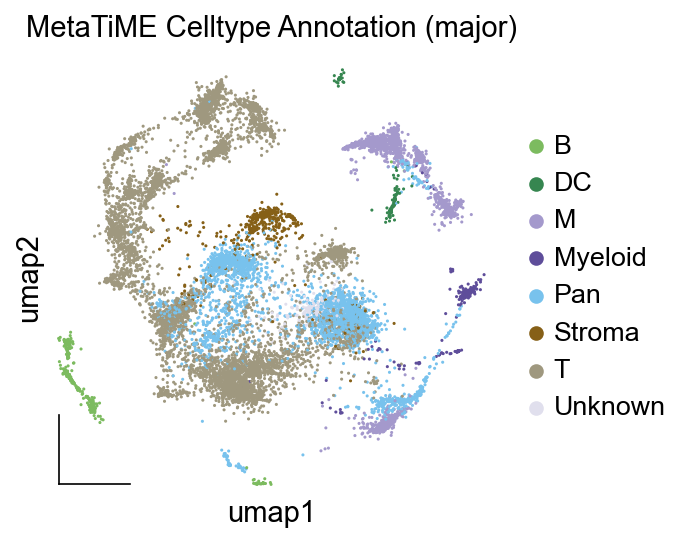 MetaTiME Celltype Annotation (major)
B
DC
M
Myeloid
Pan
Stroma
T
Unknown
umap2
umap1